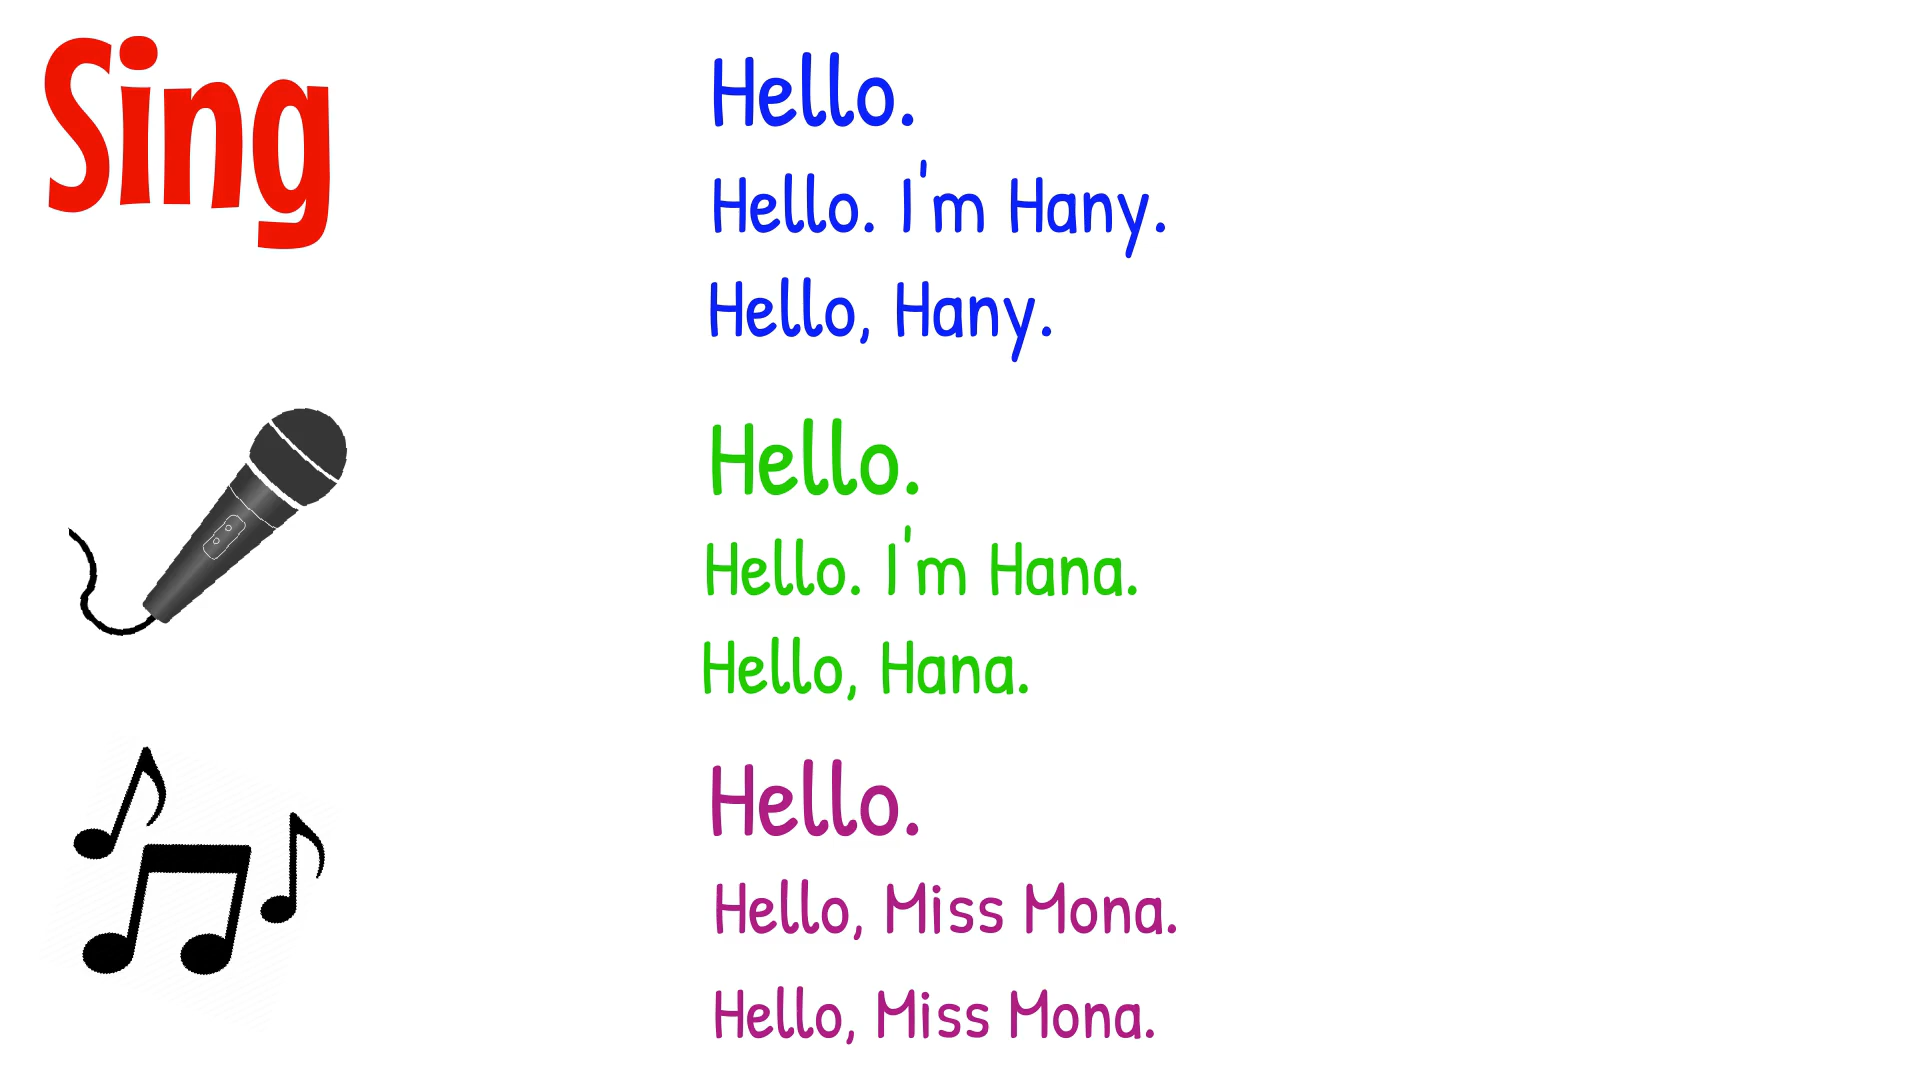 Sing
Hello.
Hello. I'm Hany.
Hello, Hany.
Hello.
Hello. I'm Hana.
Hello, Hana.
Hello.
Hello, Miss Mona.
Hello, Miss Mona.